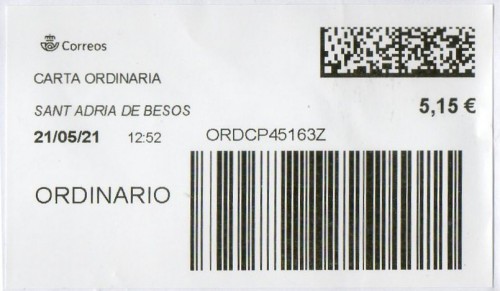 Correos
CARTA ORDINARIA
5,15 €
SANT ADRIA DE BESOS
21/05/21 12:52 ORDCP45163Z
ORDINARIO